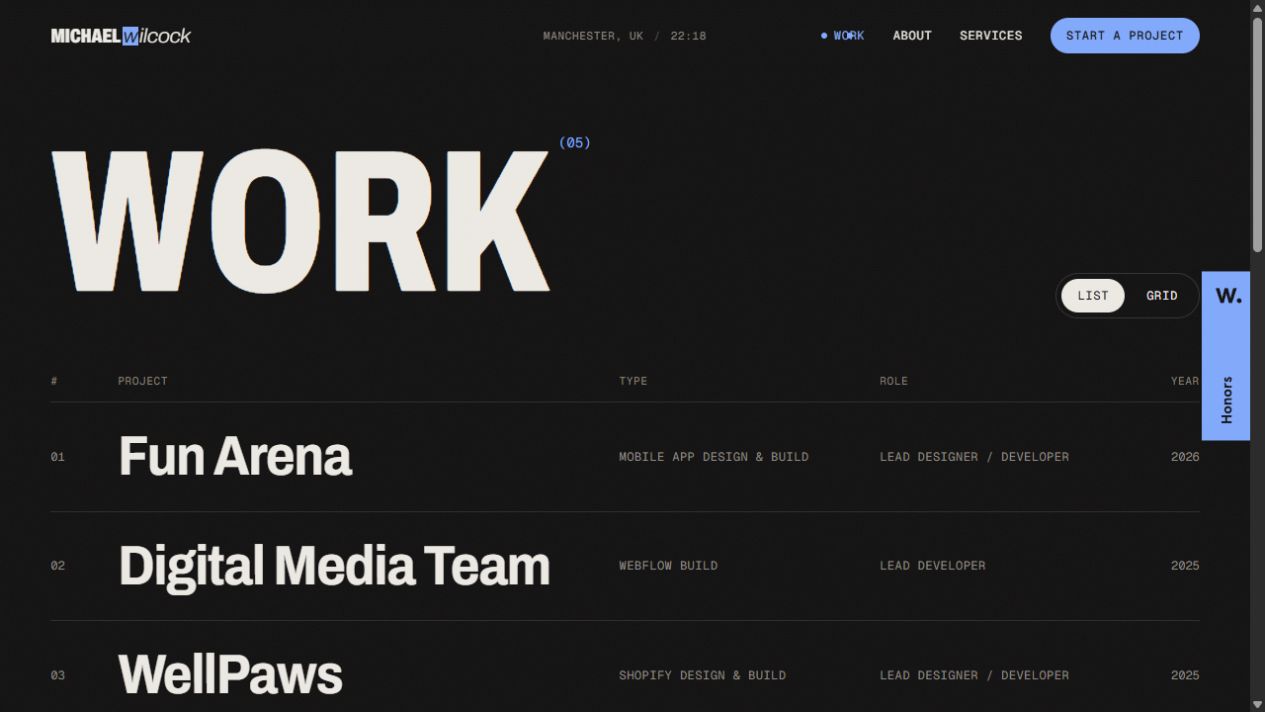 MICHAELwilcock
MANCHESTER, UK / 22:18
WORK
ABOUT
SERVICES
START A PROJECT
WORK
(05)
LIST
GRID
W.
Honors
# PROJECT TYPE ROLE YEAR
01 Fun Arena MOBILE APP DESIGN & BUILD LEAD DESIGNER / DEVELOPER 2026
02 Digital Media Team WEBFLOW BUILD LEAD DEVELOPER 2025
03 WellPaws SHOPIFY DESIGN & BUILD LEAD DESIGNER / DEVELOPER 2025